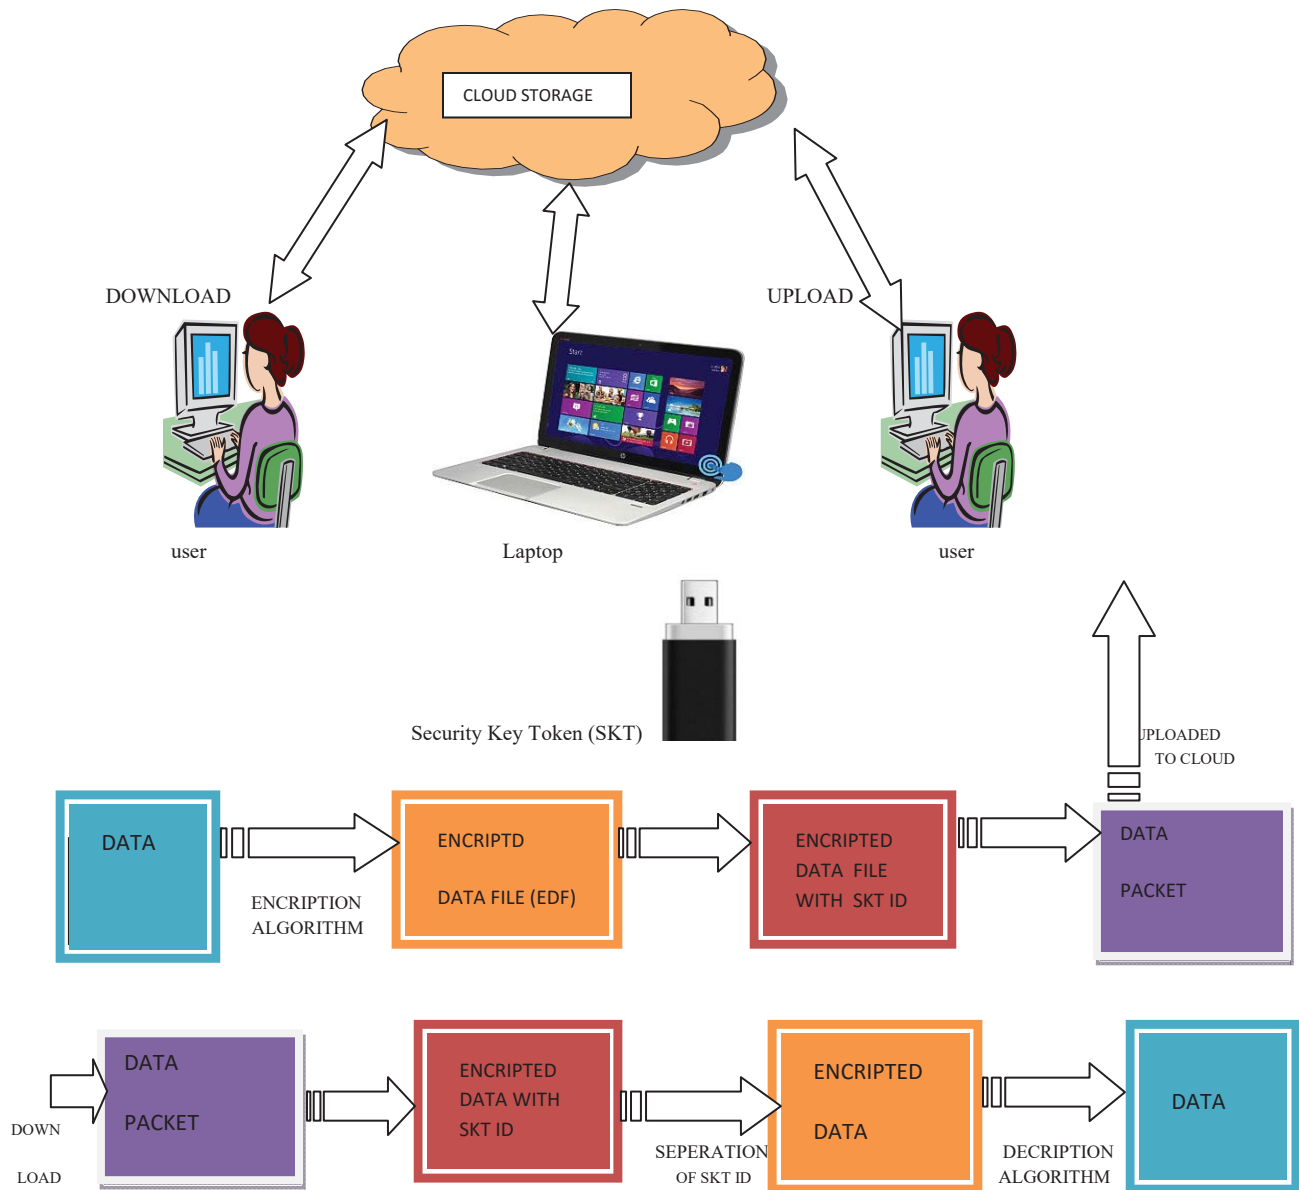 CLOUD STORAGE
DOWNLOAD
UPLOAD
Start
user
Laptop
user
Security Key Token (SKT)
UPLOADED
TO CLOUD
DATA
ENCRIPTION
ALGORITHM
ENCRIPTD
DATA FILE (EDF)
ENCRIPTED
DATA FILE
WITH SKT ID
DATA
PACKET
DOWN
LOAD
DATA
PACKET
ENCRIPTED
DATA WITH
SKT ID
SEPERATION
OF SKT ID
ENCRIPTED
DATA
DECRIPTION
ALGORITHM
DATA